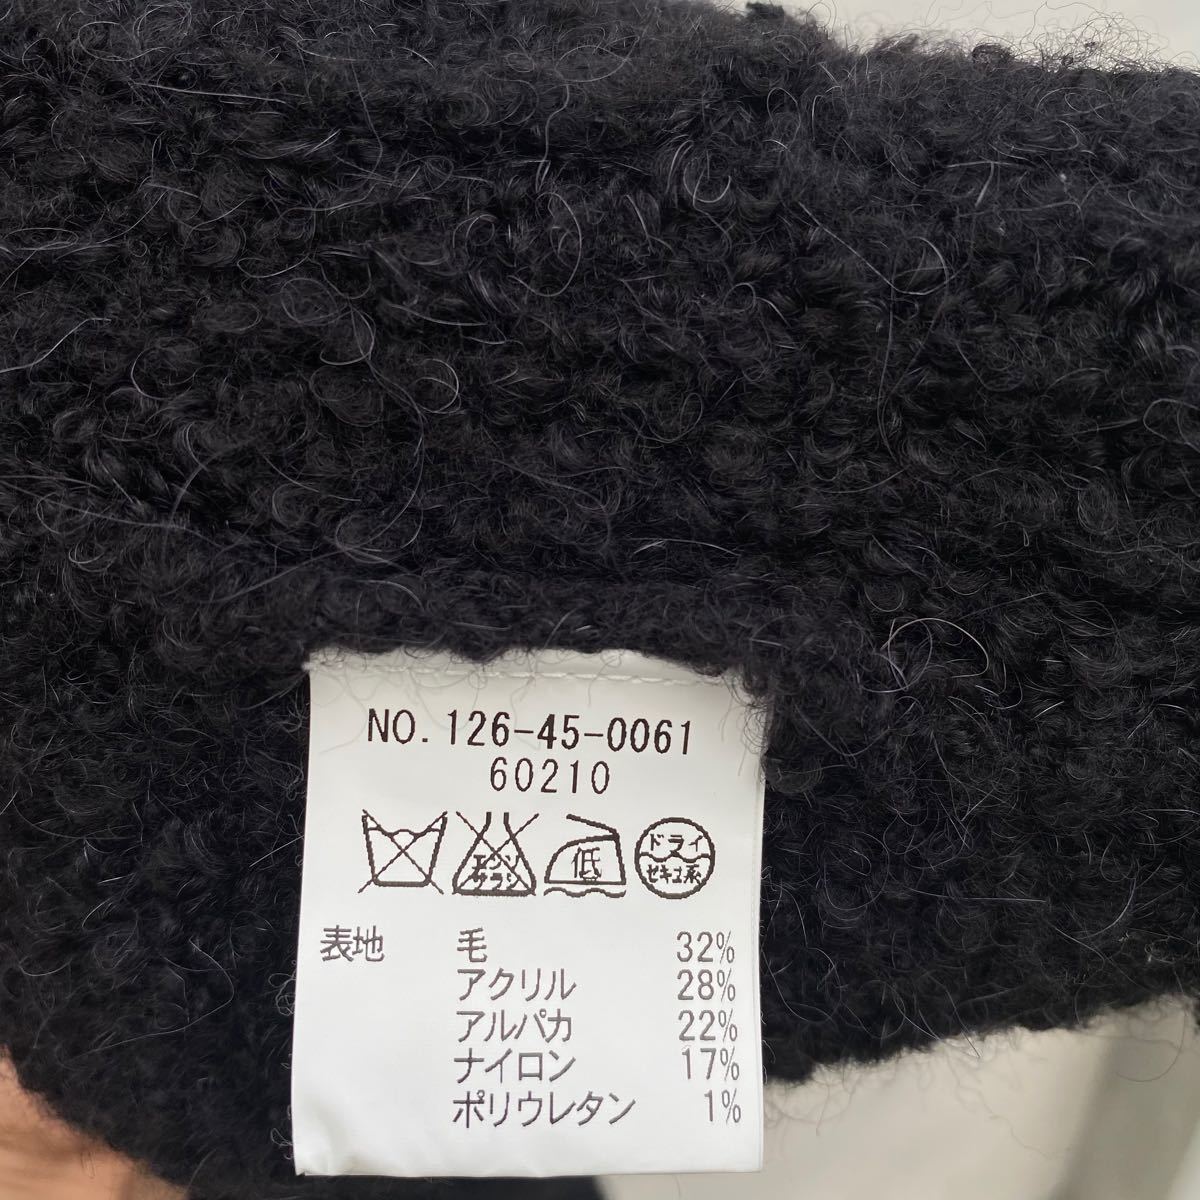 NO. 126-45-0061
60210
エンソ
サラシ
低
ドライ
セキユ系
表地 毛 32%
アクリル 28%
アルパカ 22%
ナイロン 17%
ポリウレタン 1%